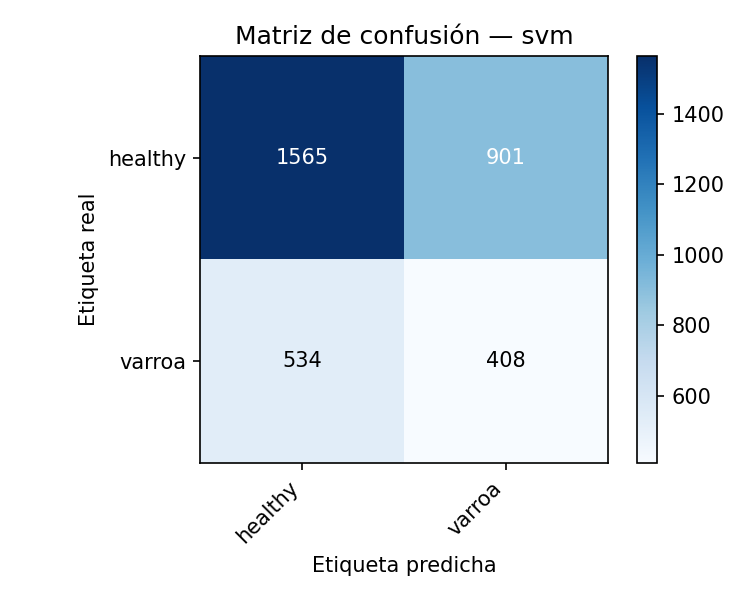 Matriz de confusión — svm
Etiqueta real
healthy
varroa
1565
901
534
408
healthy
varroa
Etiqueta predicha
1400
1200
1000
800
600